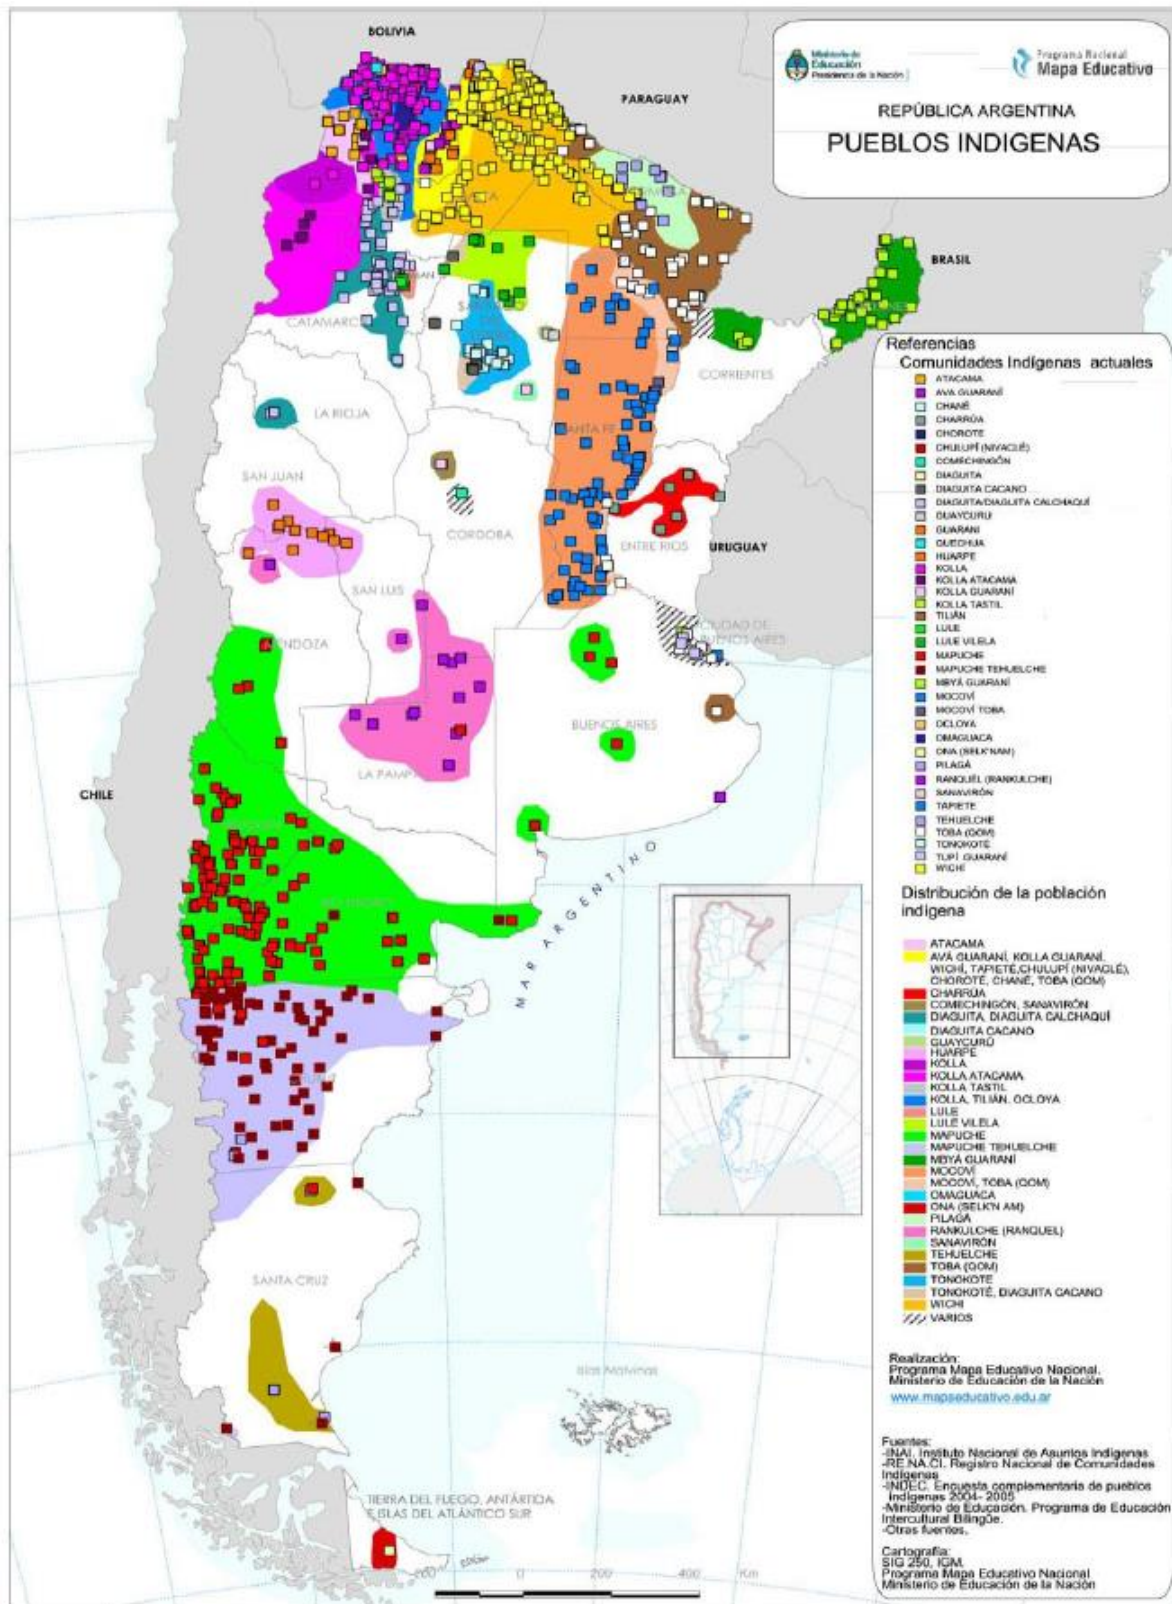 BOLIVIA
Ministerio de
Educación
Presidencia de la Nación
Programa Nacional
Mapa Educativo
REPÚBLICA ARGENTINA
PUEBLOS INDIGENAS
PARAGUAY
BRASIL
CATAMARC
CORRIENTES
LA RIOJA
SANTA FE
SAN JUAN
CORDOBA
ENTRE RIOS
URUGUAY
SAN LUIS
CIUDAD DE
BUENOS AIRES
MENDOZA
BUENOS AIRES
LA PAMP
CHILE
MAR ARGENTINO
SANTA CRUZ
Islas Malvinas
TIERRA DEL FUEGO, ANTÁRTIDA
E ISLAS DEL ATLÁNTICO SUR
200 0 200 400 Km
Referencias
Comunidades Indígenas actuales
ATACAMA
AVA GUARANÍ
CHANÉ
CHARRÚA
CHOROTE
CHULUPÍ (NIVACLÉ)
COMECHINGÓN
DIAGUITA
DIAGUITA CACANO
DIAGUITA/DIAGUITA CALCHAQUÍ
GUAYCURU
GUARANI
QUECHUA
HUARPE
KOLLA
KOLLA ATACAMA
KOLLA GUARANÍ
KOLLA TASTIL
TILIÁN
LULE
LULE VILELA
MAPUCHE
MAPUCHE TEHUELCHE
MBYÁ GUARANÍ
MOCOVÍ
MOCOVÍ TOBA
OCLOYA
OMAGUACA
ONA (SELK'NAM)
PILAGÁ
RANQUEL (RANKULCHE)
SANAVIRÓN
TAPIETE
TEHUELCHE
TOBA (QOM)
TONOKOTÉ
TUPÍ GUARANÍ
WICHÍ
Distribución de la población
indígena
ATACAMA
AVÁ GUARANÍ, KOLLA GUARANÍ,
WICHÍ, TAPIETÉ,CHULUPÍ (NIVACLÉ),
CHOROTÉ, CHANÉ, TOBA (QOM)
CHARRÚA
COMECHINGÓN, SANAVIRÓN
DIAGUITA, DIAGUITA CALCHAQUÍ
DIAGUITA CACANO
GUAYCURÚ
HUARPE
KOLLA
KOLLA ATACAMA
KOLLA TASTIL
KOLLA, TILIÁN, OCLOYA
LULE
LULE VILELA
MAPUCHE
MAPUCHE TEHUELCHE
MBYÁ GUARANÍ
MOCOVÍ
MOCOVÍ, TOBA (QOM)
OMAGUACA
ONA (SELK'N AM)
PILAGÁ
RANKULCHE (RANQUEL)
SANAVIRÓN
TEHUELCHE
TOBA (QOM)
TONOKOTE
TONOKOTÉ, DIAGUITA CACANO
WICHI
VARIOS
Realización:
Programa Mapa Educativo Nacional.
Ministerio de Educación de la Nación
www.mapaeducativo.edu.ar
Fuentes:
-INAI. Instituto Nacional de Asuntos Indígenas
-RE.NA.CI. Registro Nacional de Comunidades
Indígenas
-INDEC. Encuesta complementaria de pueblos
indígenas 2004- 2005
-Ministerio de Educación. Programa de Educación
Intercultural Bilingüe.
-Otras fuentes.
Cartografía:
SIG 250, IGM.
Programa Mapa Educativo Nacional
Ministerio de Educación de la Nación